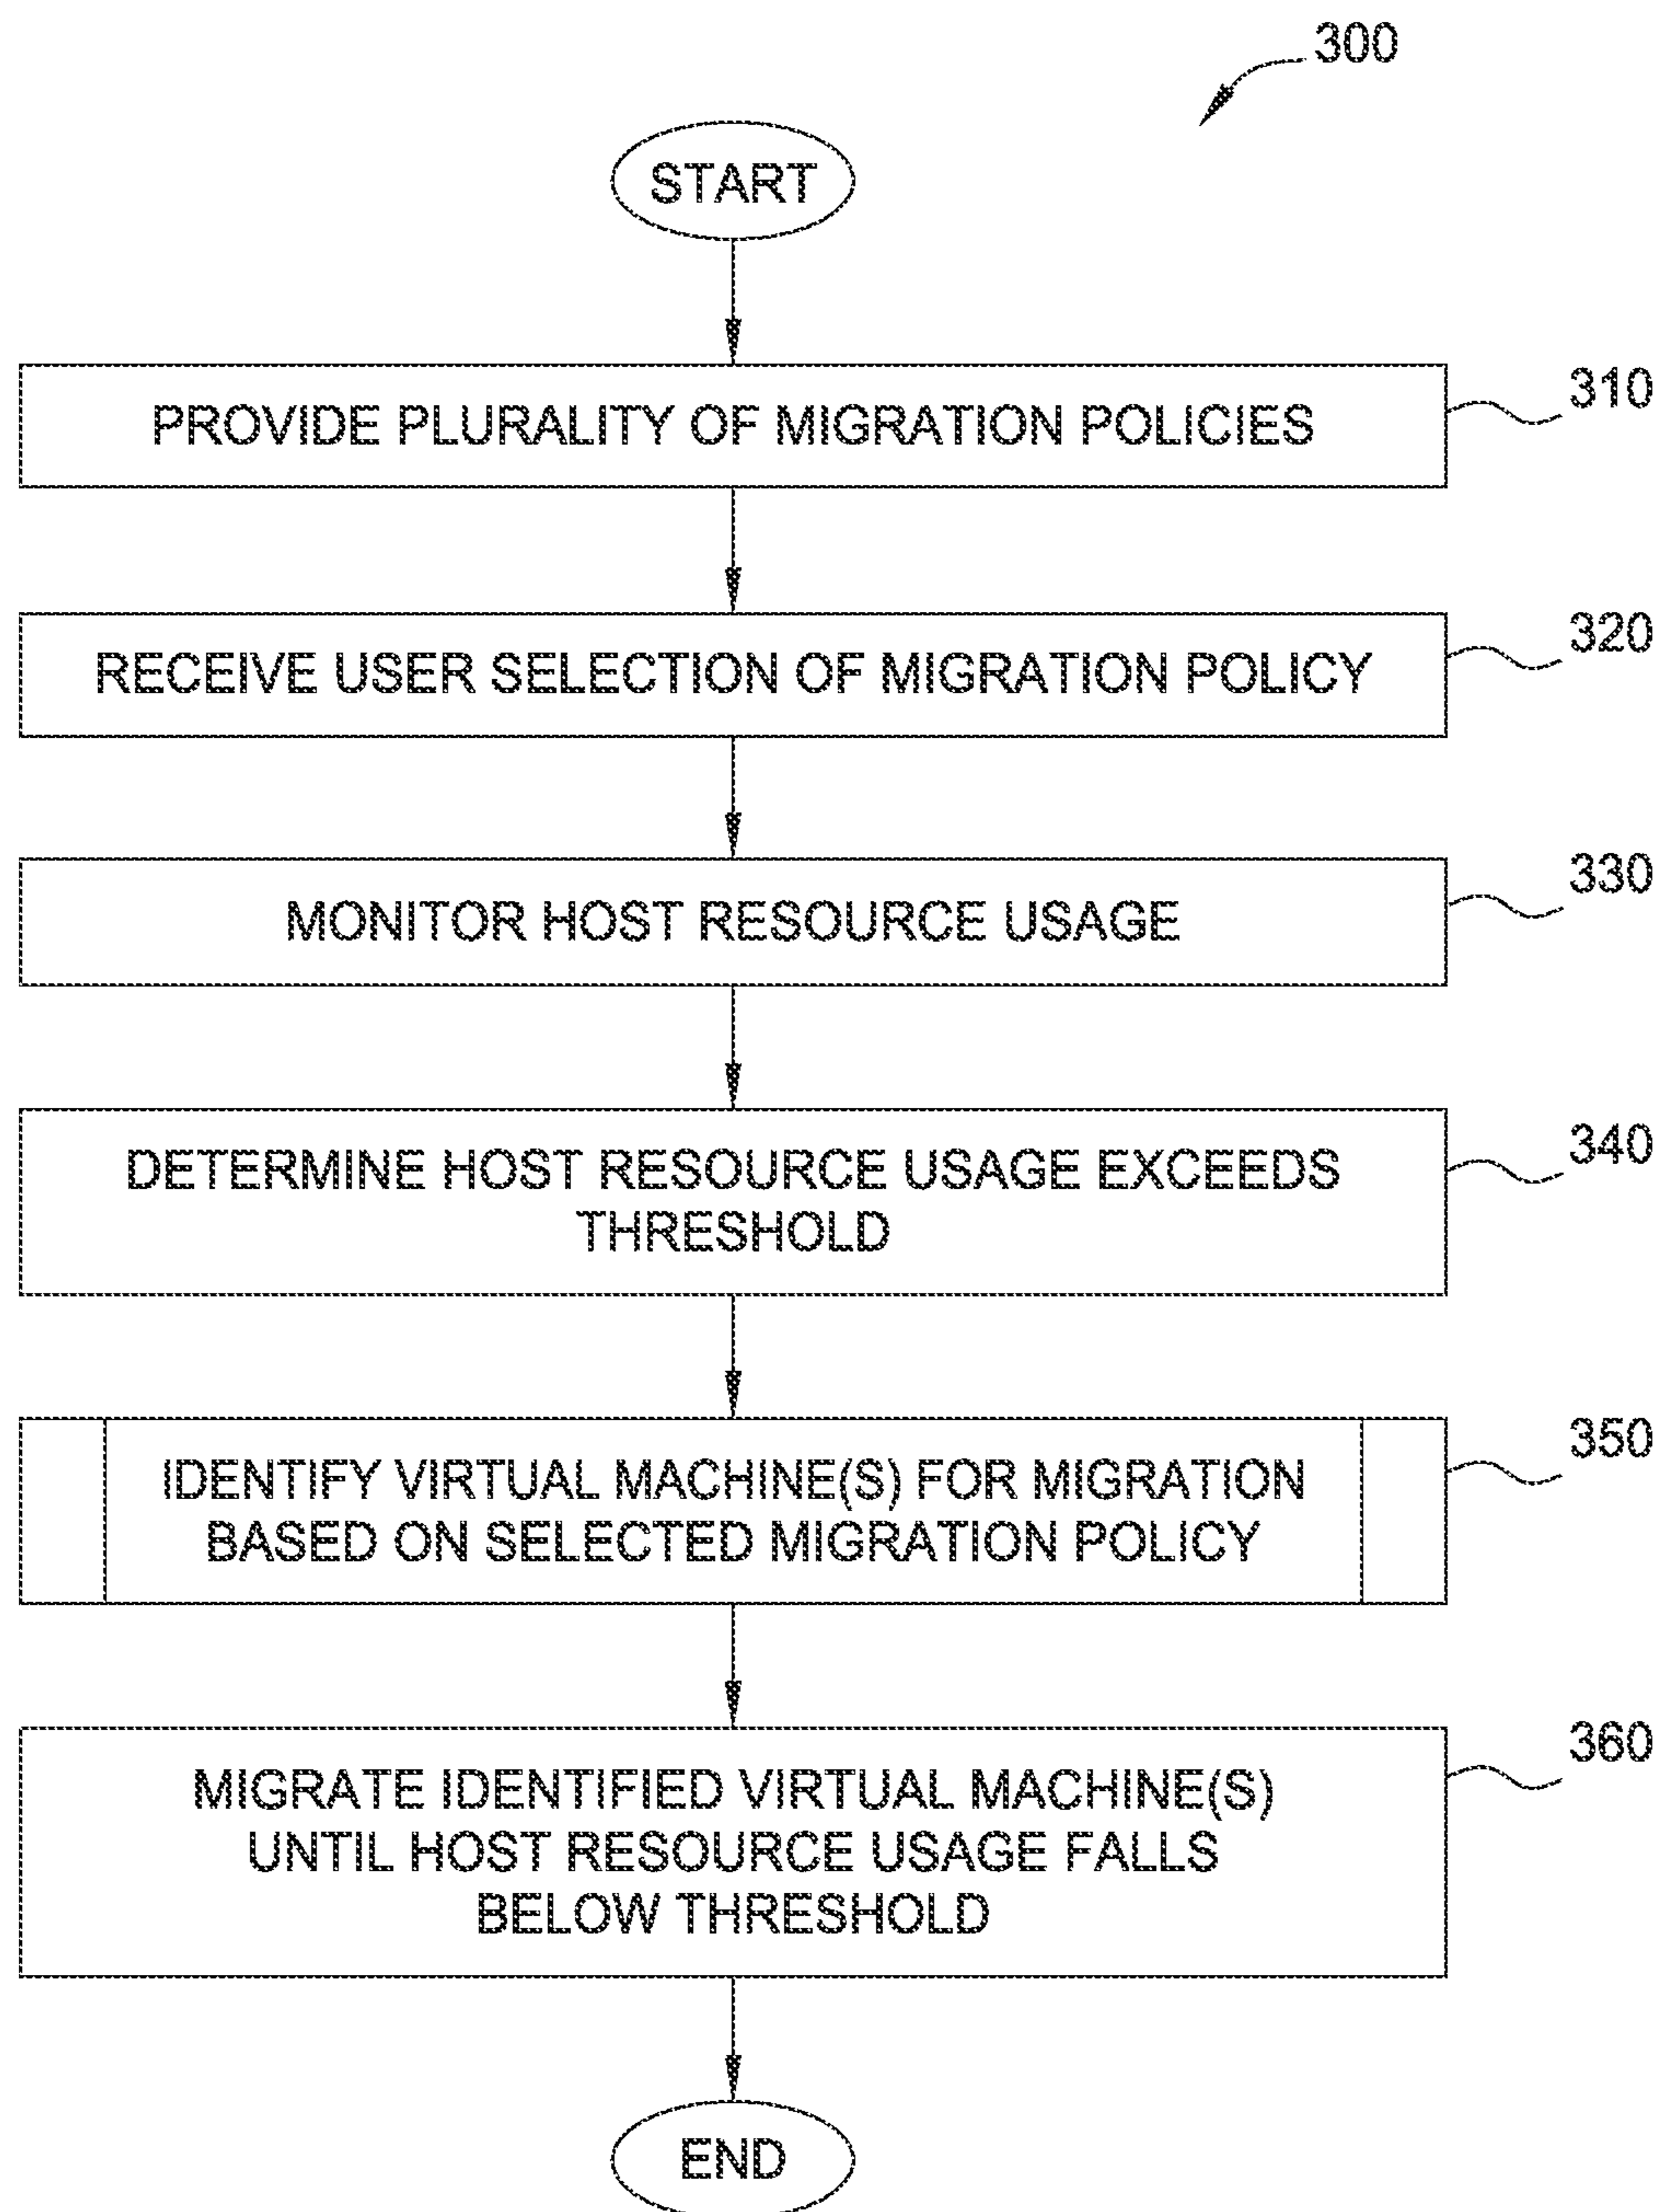 300
START
PROVIDE PLURALITY OF MIGRATION POLICIES
310
RECEIVE USER SELECTION OF MIGRATION POLICY
320
MONITOR HOST RESOURCE USAGE
330
DETERMINE HOST RESOURCE USAGE EXCEEDS
THRESHOLD
340
IDENTIFY VIRTUAL MACHINE(S) FOR MIGRATION
BASED ON SELECTED MIGRATION POLICY
350
MIGRATE IDENTIFIED VIRTUAL MACHINE(S)
UNTIL HOST RESOURCE USAGE FALLS
BELOW THRESHOLD
360
END